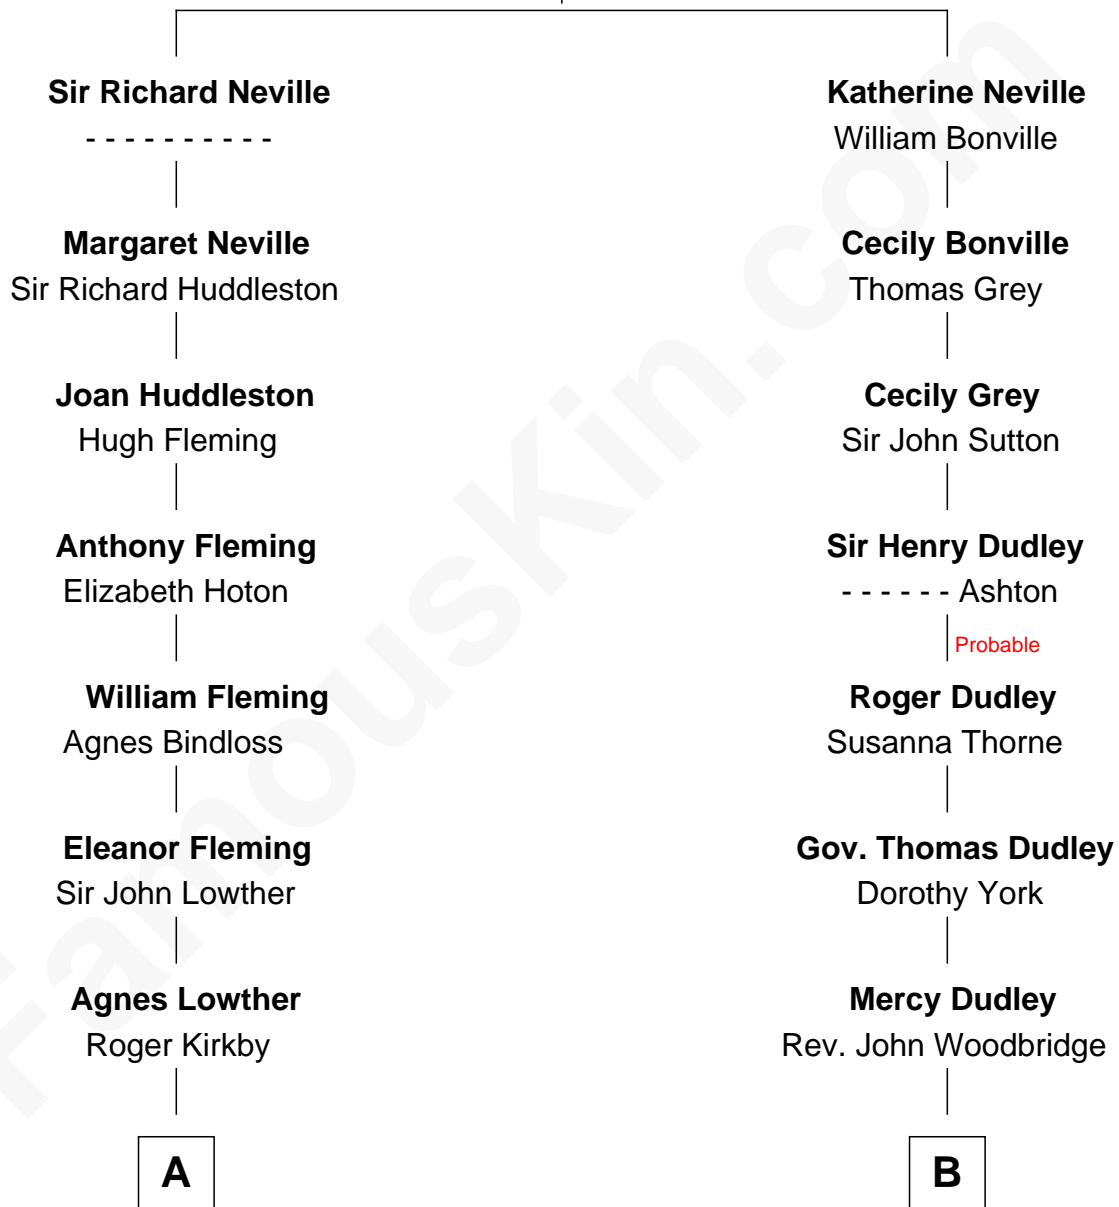 Sir Richard Neville
- - - - - - - - - -
Margaret Neville
Sir Richard Huddleston
Joan Huddleston
Hugh Fleming
Anthony Fleming
Elizabeth Hoton
William Fleming
Agnes Bindloss
Eleanor Fleming
Sir John Lowther
Agnes Lowther
Roger Kirkby
A
Katherine Neville
William Bonville
Cecily Bonville
Thomas Grey
Cecily Grey
Sir John Sutton
Sir Henry Dudley
- - - - - - Ashton
Probable
Roger Dudley
Susanna Thorne
Gov. Thomas Dudley
Dorothy York
Mercy Dudley
Rev. John Woodbridge
B
FamousKin.com